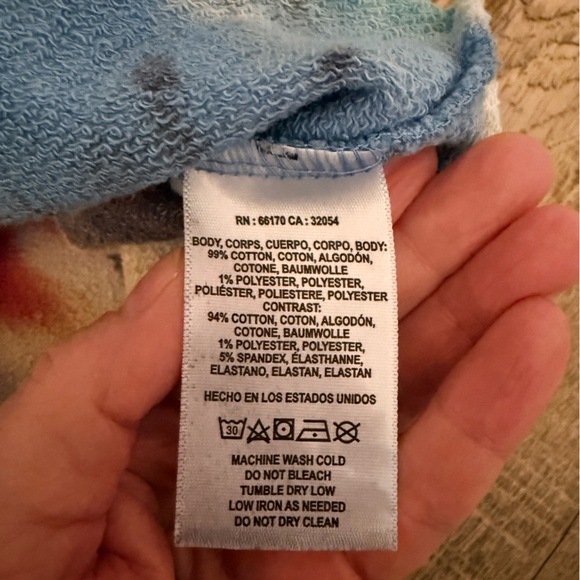 RN : 66170 CA : 32054
BODY, CORPS, CUERPO, CORPO, BODY:
99% COTTON, COTON, ALGODÓN,
COTONE, BAUMWOLLE
1% POLYESTER, POLYESTER,
POLIÉSTER, POLIESTERE, POLYESTER
CONTRAST:
94% COTTON, COTON, ALGODÓN,
COTONE, BAUMWOLLE
1% POLYESTER, POLYESTER,
5% SPANDEX, ÉLASTHANNE,
ELASTANO, ELASTAN, ELASTAN
HECHO EN LOS ESTADOS UNIDOS
30
MACHINE WASH COLD
DO NOT BLEACH
TUMBLE DRY LOW
LOW IRON AS NEEDED
DO NOT DRY CLEAN